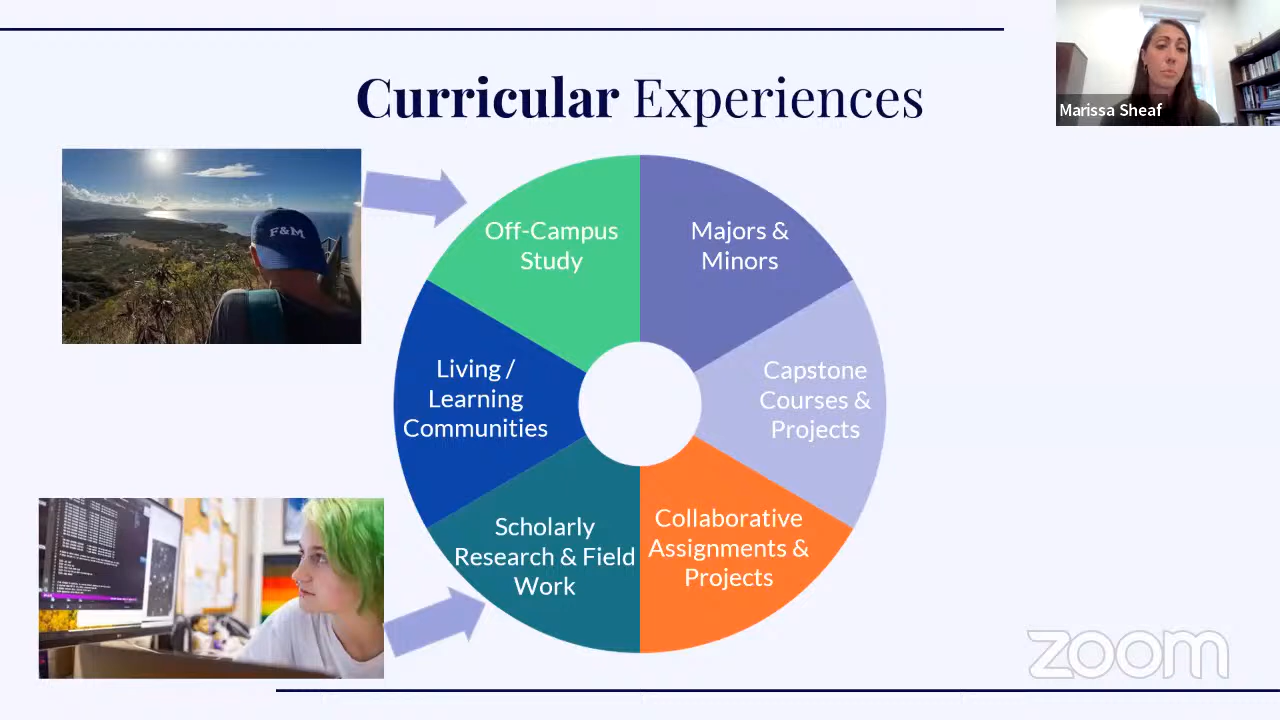 Curricular Experiences
Marissa Sheaf
F&M
Off-Campus
Study
Majors &
Minors
Living /
Learning
Communities
Capstone
Courses &
Projects
Scholarly
Research & Field
Work
Collaborative
Assignments &
Projects
zoom